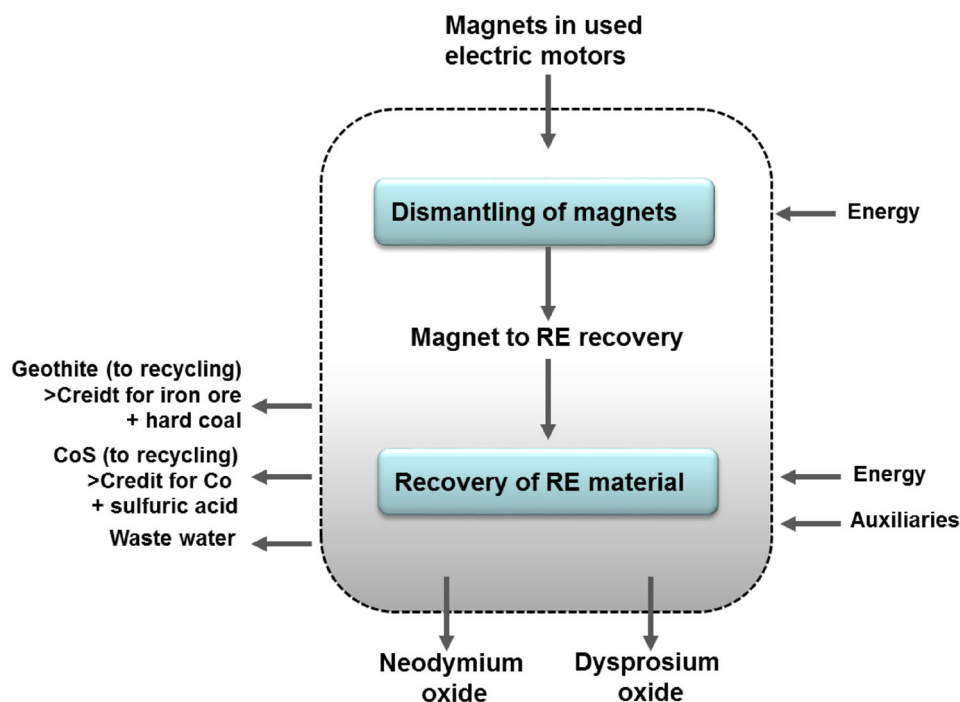 Magnets in used
electric motors
Dismantling of magnets
Energy
Magnet to RE recovery
Geothite (to recycling)
>Creidt for iron ore
+ hard coal
CoS (to recycling)
>Credit for Co
+ sulfuric acid
Waste water
Recovery of RE material
Energy
Auxiliaries
Neodymium
oxide
Dysprosium
oxide